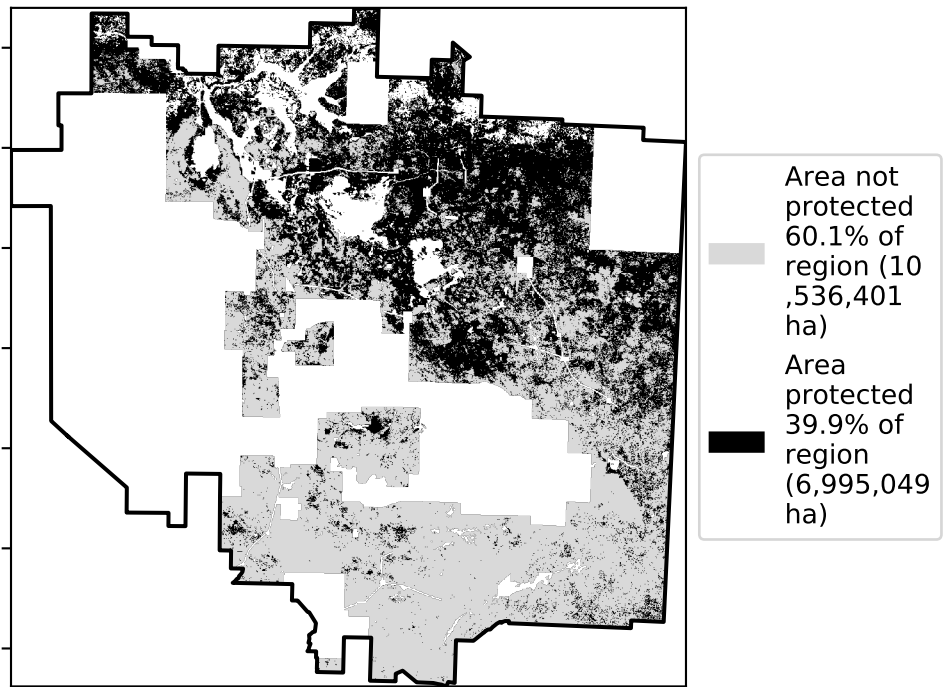 Area not
protected
60.1% of
region (10
,536,401
ha)
Area
protected
39.9% of
region
(6,995,049
ha)